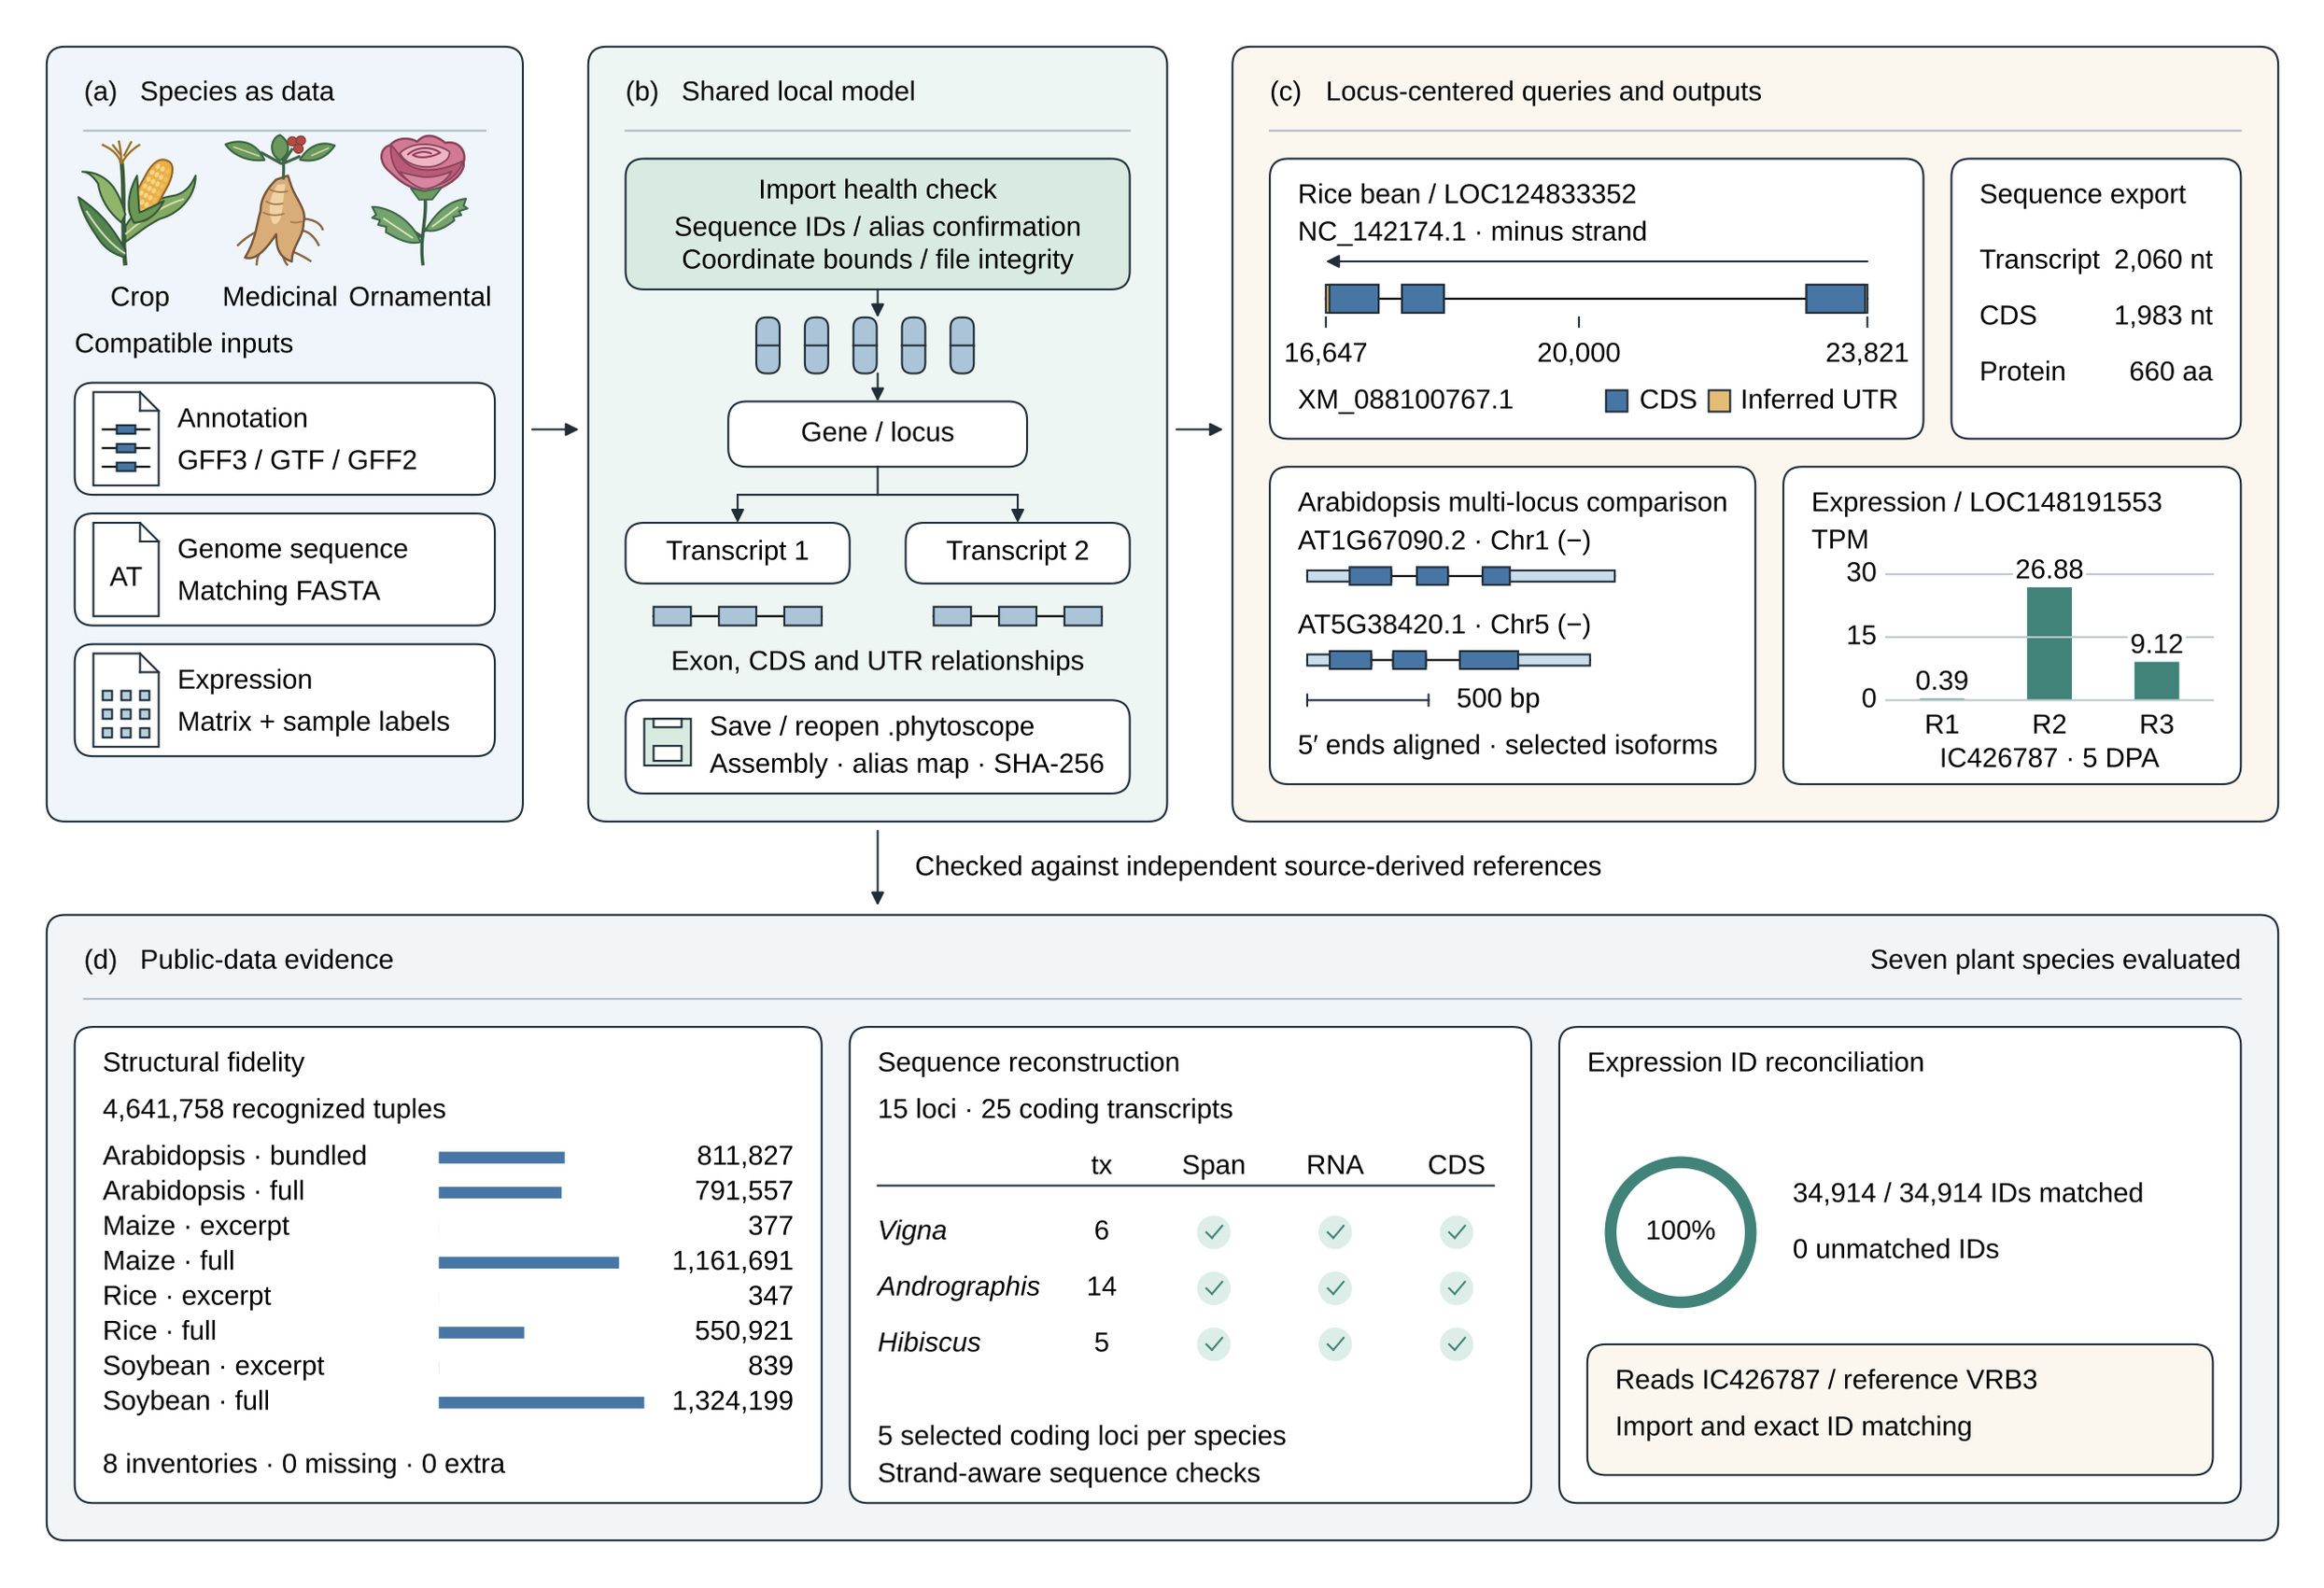 (a) Species as data
Crop Medicinal Ornamental
Compatible inputs
Annotation
GFF3 / GTF / GFF2
AT
Genome sequence
Matching FASTA
Expression
Matrix + sample labels
(b) Shared local model
Import health check
Sequence IDs / alias confirmation
Coordinate bounds / file integrity
Gene / locus
Transcript 1 Transcript 2
Exon, CDS and UTR relationships
Save / reopen .phytoscope
Assembly · alias map · SHA-256
(c) Locus-centered queries and outputs
Rice bean / LOC124833352
NC_142174.1 · minus strand
16,647 20,000 23,821
XM_088100767.1 CDS Inferred UTR
Sequence export
Transcript 2,060 nt
CDS 1,983 nt
Protein 660 aa
Arabidopsis multi-locus comparison
AT1G67090.2 · Chr1 (−)
AT5G38420.1 · Chr5 (−)
500 bp
5′ ends aligned · selected isoforms
Expression / LOC148191553
TPM
30 26.88
15 9.12
0 0.39
R1 R2 R3
IC426787 · 5 DPA
Checked against independent source-derived references
(d) Public-data evidence Seven plant species evaluated
Structural fidelity
4,641,758 recognized tuples
Arabidopsis · bundled 811,827
Arabidopsis · full 791,557
Maize · excerpt 377
Maize · full 1,161,691
Rice · excerpt 347
Rice · full 550,921
Soybean · excerpt 839
Soybean · full 1,324,199
8 inventories · 0 missing · 0 extra
Sequence reconstruction
15 loci · 25 coding transcripts
tx Span RNA CDS
Vigna 6
Andrographis 14
Hibiscus 5
5 selected coding loci per species
Strand-aware sequence checks
Expression ID reconciliation
100%
34,914 / 34,914 IDs matched
0 unmatched IDs
Reads IC426787 / reference VRB3
Import and exact ID matching